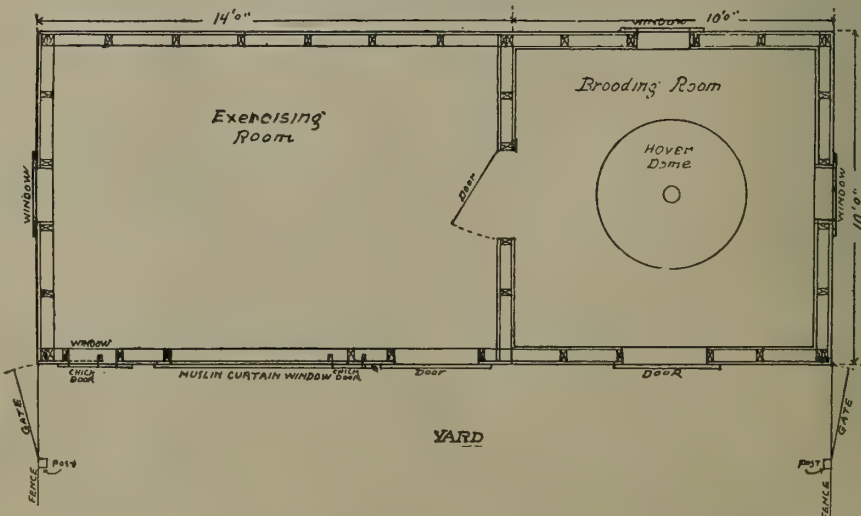 14'0"
10'0"
WINDOW
Exercising
Room
Brooding Room
HOVER
Dome
DOOR
WINDOW
WINDOW
10'0"
WINDOW
CHICK
DOOR
MUSLIN CURTAIN WINDOW
CHICK
DOOR
DOOR
DOOR
GATE
GATE
YARD
POST
POST
FENCE
FENCE